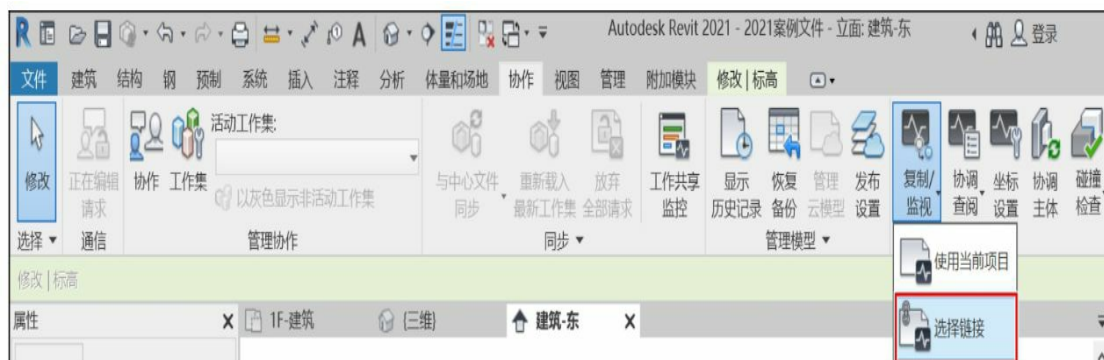 Autodesk Revit 2021 - 2021案例文件 - 立面: 建筑-东 登录
文件 建筑 结构 钢 预制 系统 插入 注释 分析 体量和场地 协作 视图 管理 附加模块 修改 | 标高
修改 正在编辑请求 协作 工作集 活动工作集: 以灰色显示非活动工作集 与中心文件同步 重新载入最新工作集 放弃全部请求 工作共享监控 显示历史记录 恢复备份 管理云模型 发布设置 复制/监视 协调查阅 坐标设置 协调主体 碰撞检查
选择 通信 管理协作 同步 管理模型
使用当前项目
修改 | 标高
选择链接
属性 1F-建筑 {三维} 建筑-东